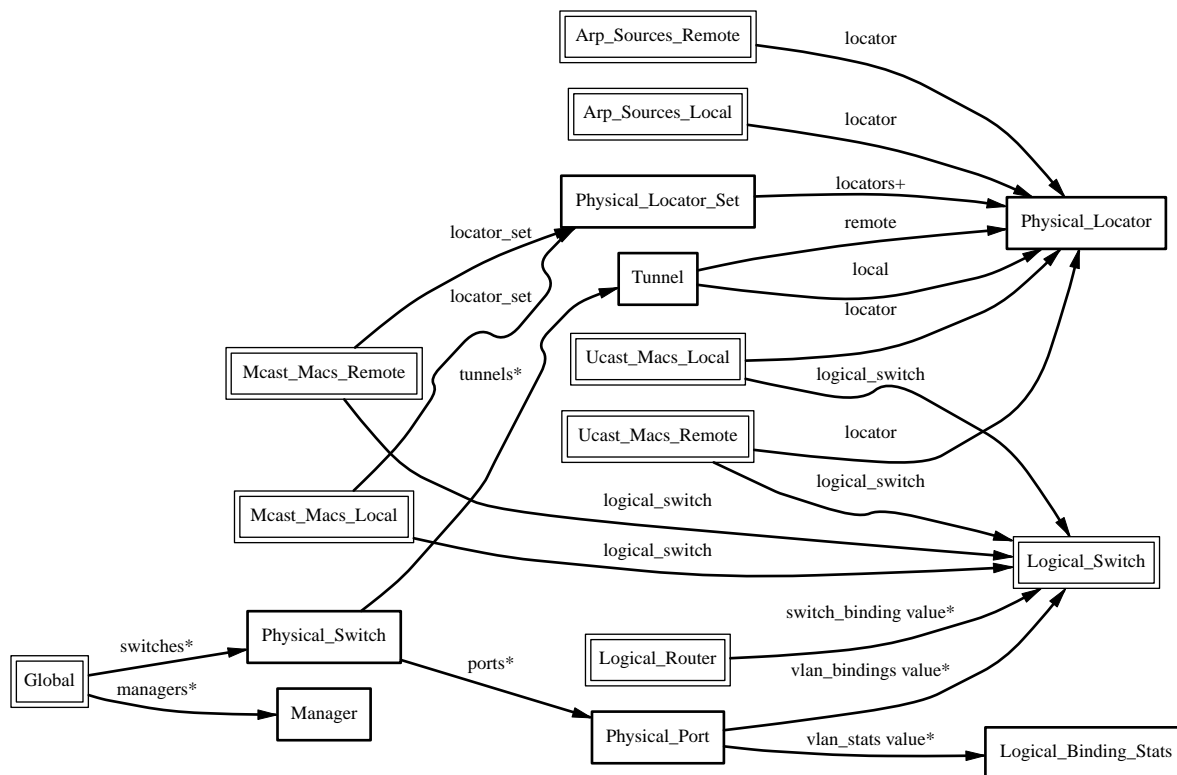 Arp_Sources_Remote
locator
Arp_Sources_Local
locator
Physical_Locator_Set
locators+
Physical_Locator
locator_set
remote
Tunnel
local
locator_set
locator
Mcast_Macs_Remote
tunnels*
Ucast_Macs_Local
logical_switch
Ucast_Macs_Remote
locator
logical_switch
Mcast_Macs_Local
logical_switch
logical_switch
Logical_Switch
switch_binding value*
Physical_Switch
switches*
Logical_Router
ports*
vlan_bindings value*
Global
managers*
Manager
Physical_Port
vlan_stats value*
Logical_Binding_Stats